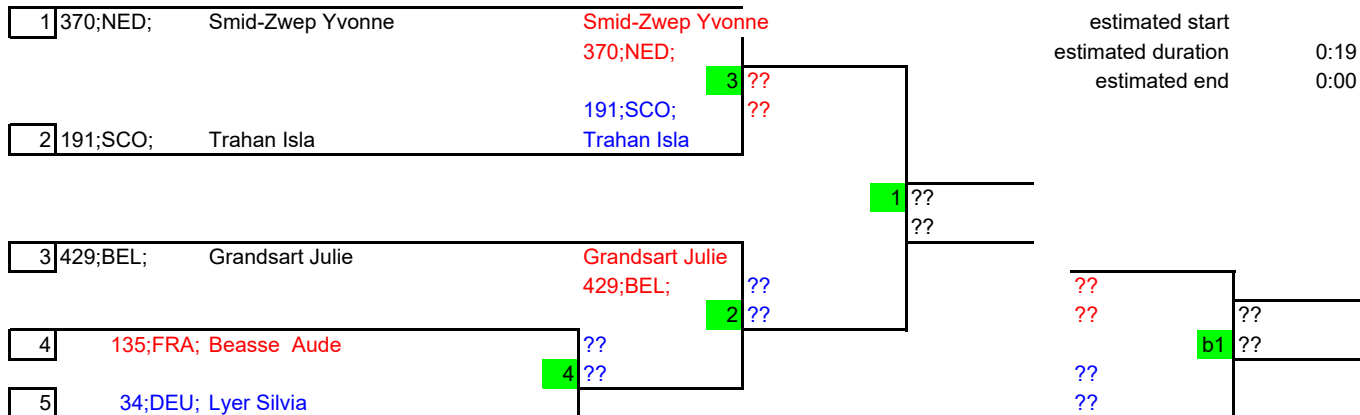 1 370;NED; Smid-Zwep Yvonne Smid-Zwep Yvonne estimated start
370;NED; estimated duration 0:19
3 ?? estimated end 0:00
191;SCO; ??
2 191;SCO; Trahan Isla Trahan Isla
1 ??
??
3 429;BEL; Grandsart Julie Grandsart Julie
429;BEL; ?? ??
2 ?? ?? ??
4 135;FRA; Beasse Aude ?? b1 ??
4 ?? ??
5 34;DEU; Lyer Silvia ??